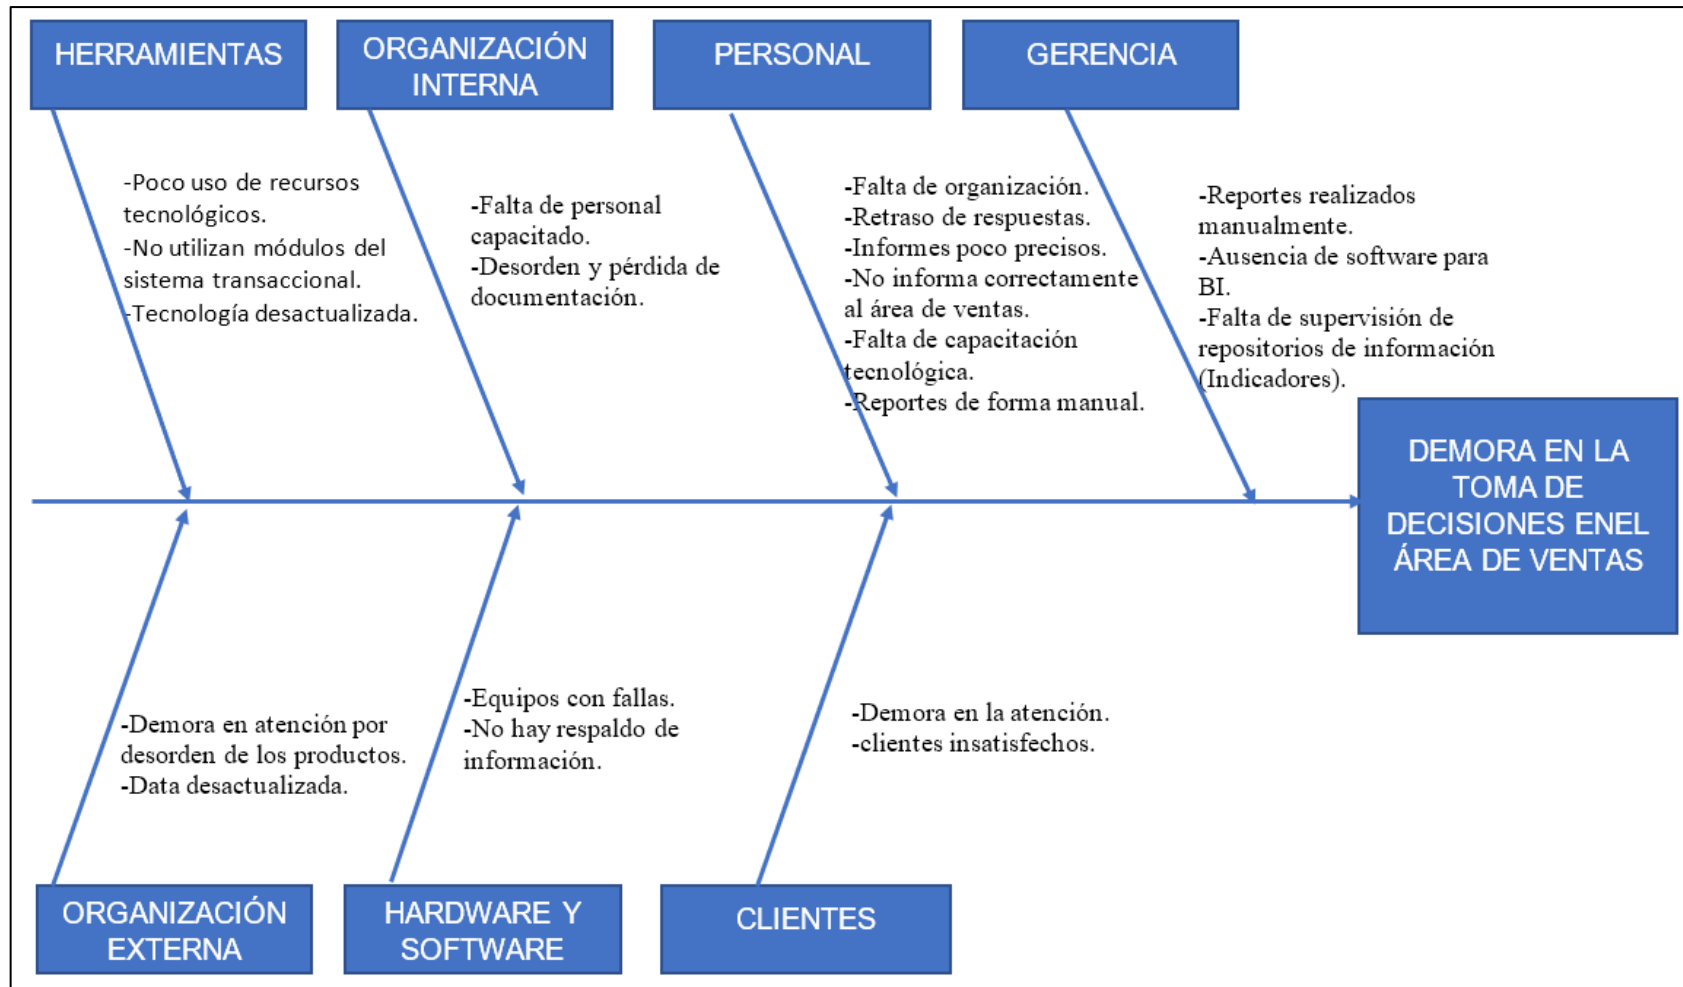 HERRAMIENTAS
ORGANIZACIÓN
INTERNA
PERSONAL
GERENCIA
-Poco uso de recursos
tecnológicos.
-No utilizan módulos del
sistema transaccional.
-Tecnología desactualizada.
-Falta de personal
capacitado.
-Desorden y pérdida de
documentación.
-Falta de organización.
-Retraso de respuestas.
-Informes poco precisos.
-No informa correctamente
al área de ventas.
-Falta de capacitación
tecnológica.
-Reportes de forma manual.
-Reportes realizados
manualmente.
-Ausencia de software para
BI.
-Falta de supervisión de
repositorios de información
(Indicadores).
DEMORA EN LA
TOMA DE
DECISIONES ENEL
ÁREA DE VENTAS
-Demora en atención por
desorden de los productos.
-Data desactualizada.
-Equipos con fallas.
-No hay respaldo de
información.
-Demora en la atención.
-clientes insatisfechos.
ORGANIZACIÓN
EXTERNA
HARDWARE Y
SOFTWARE
CLIENTES